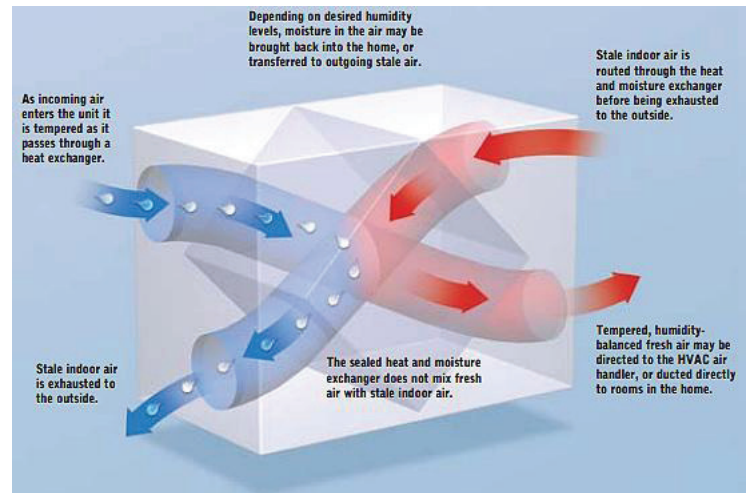 Depending on desired humidity
levels, moisture in the air may be
brought back into the home, or
transferred to outgoing stale air.
Stale indoor air is
routed through the heat
and moisture exchanger
before being exhausted
to the outside.
As incoming air
enters the unit it
is tempered as it
passes through a
heat exchanger.
Stale indoor air
is exhausted to
the outside.
The sealed heat and moisture
exchanger does not mix fresh
air with stale indoor air.
Tempered, humidity-
balanced fresh air may be
directed to the HVAC air
handler, or ducted directly
to rooms in the home.